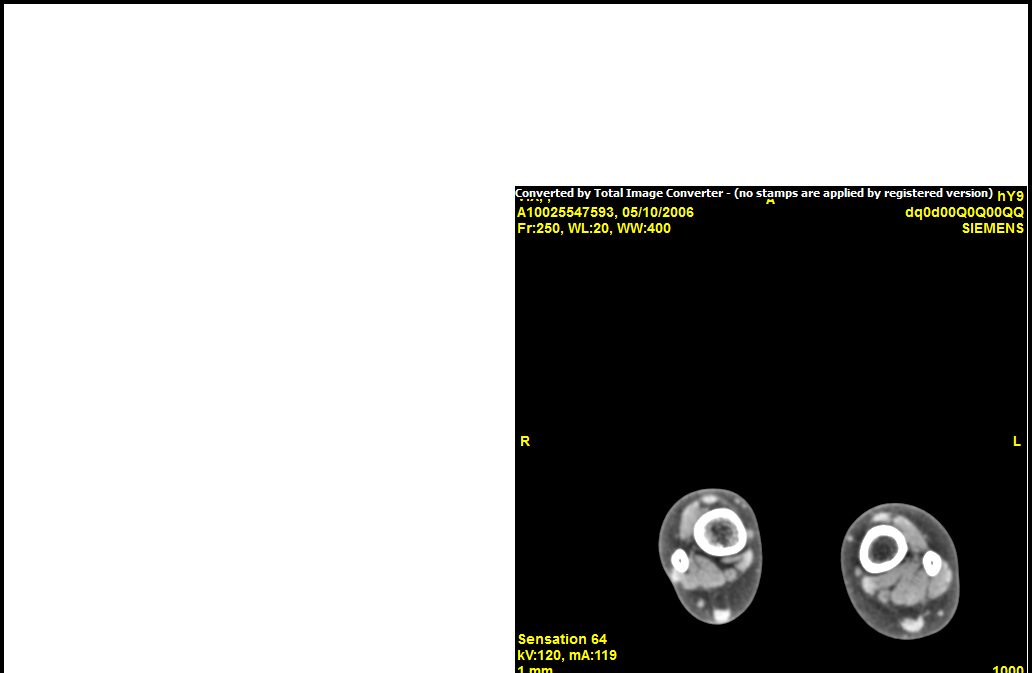 Converted by Total Image Converter - (no stamps are applied by registered version) hY9
A
A10025547593, 05/10/2006 dq0d00Q0Q00QQ
Fr:250, WL:20, WW:400 SIEMENS
R L
Sensation 64
kV:120, mA:119
1 mm 1000